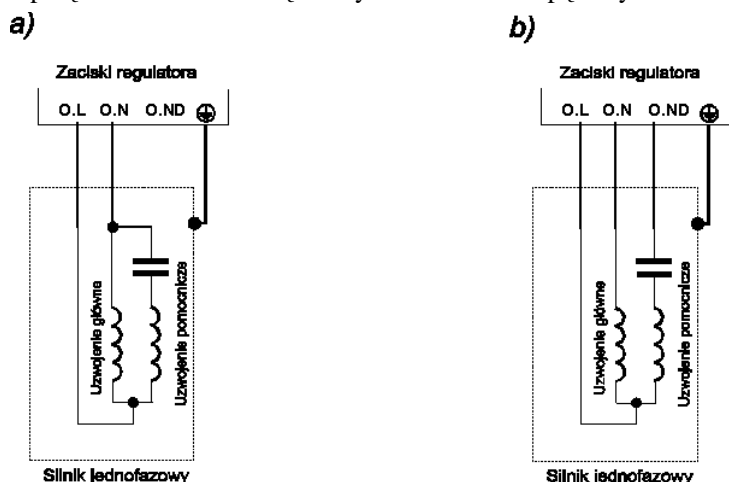 a)
Zaciski regulatora
O.L O.N O.ND
Uzwojenie główne
Uzwojenie pomocnicze
Silnik jednofazowy
b)
Zaciski regulatora
O.L O.N O.ND
Uzwojenie główne
Uzwojenie pomocnicze
Silnik jednofazowy